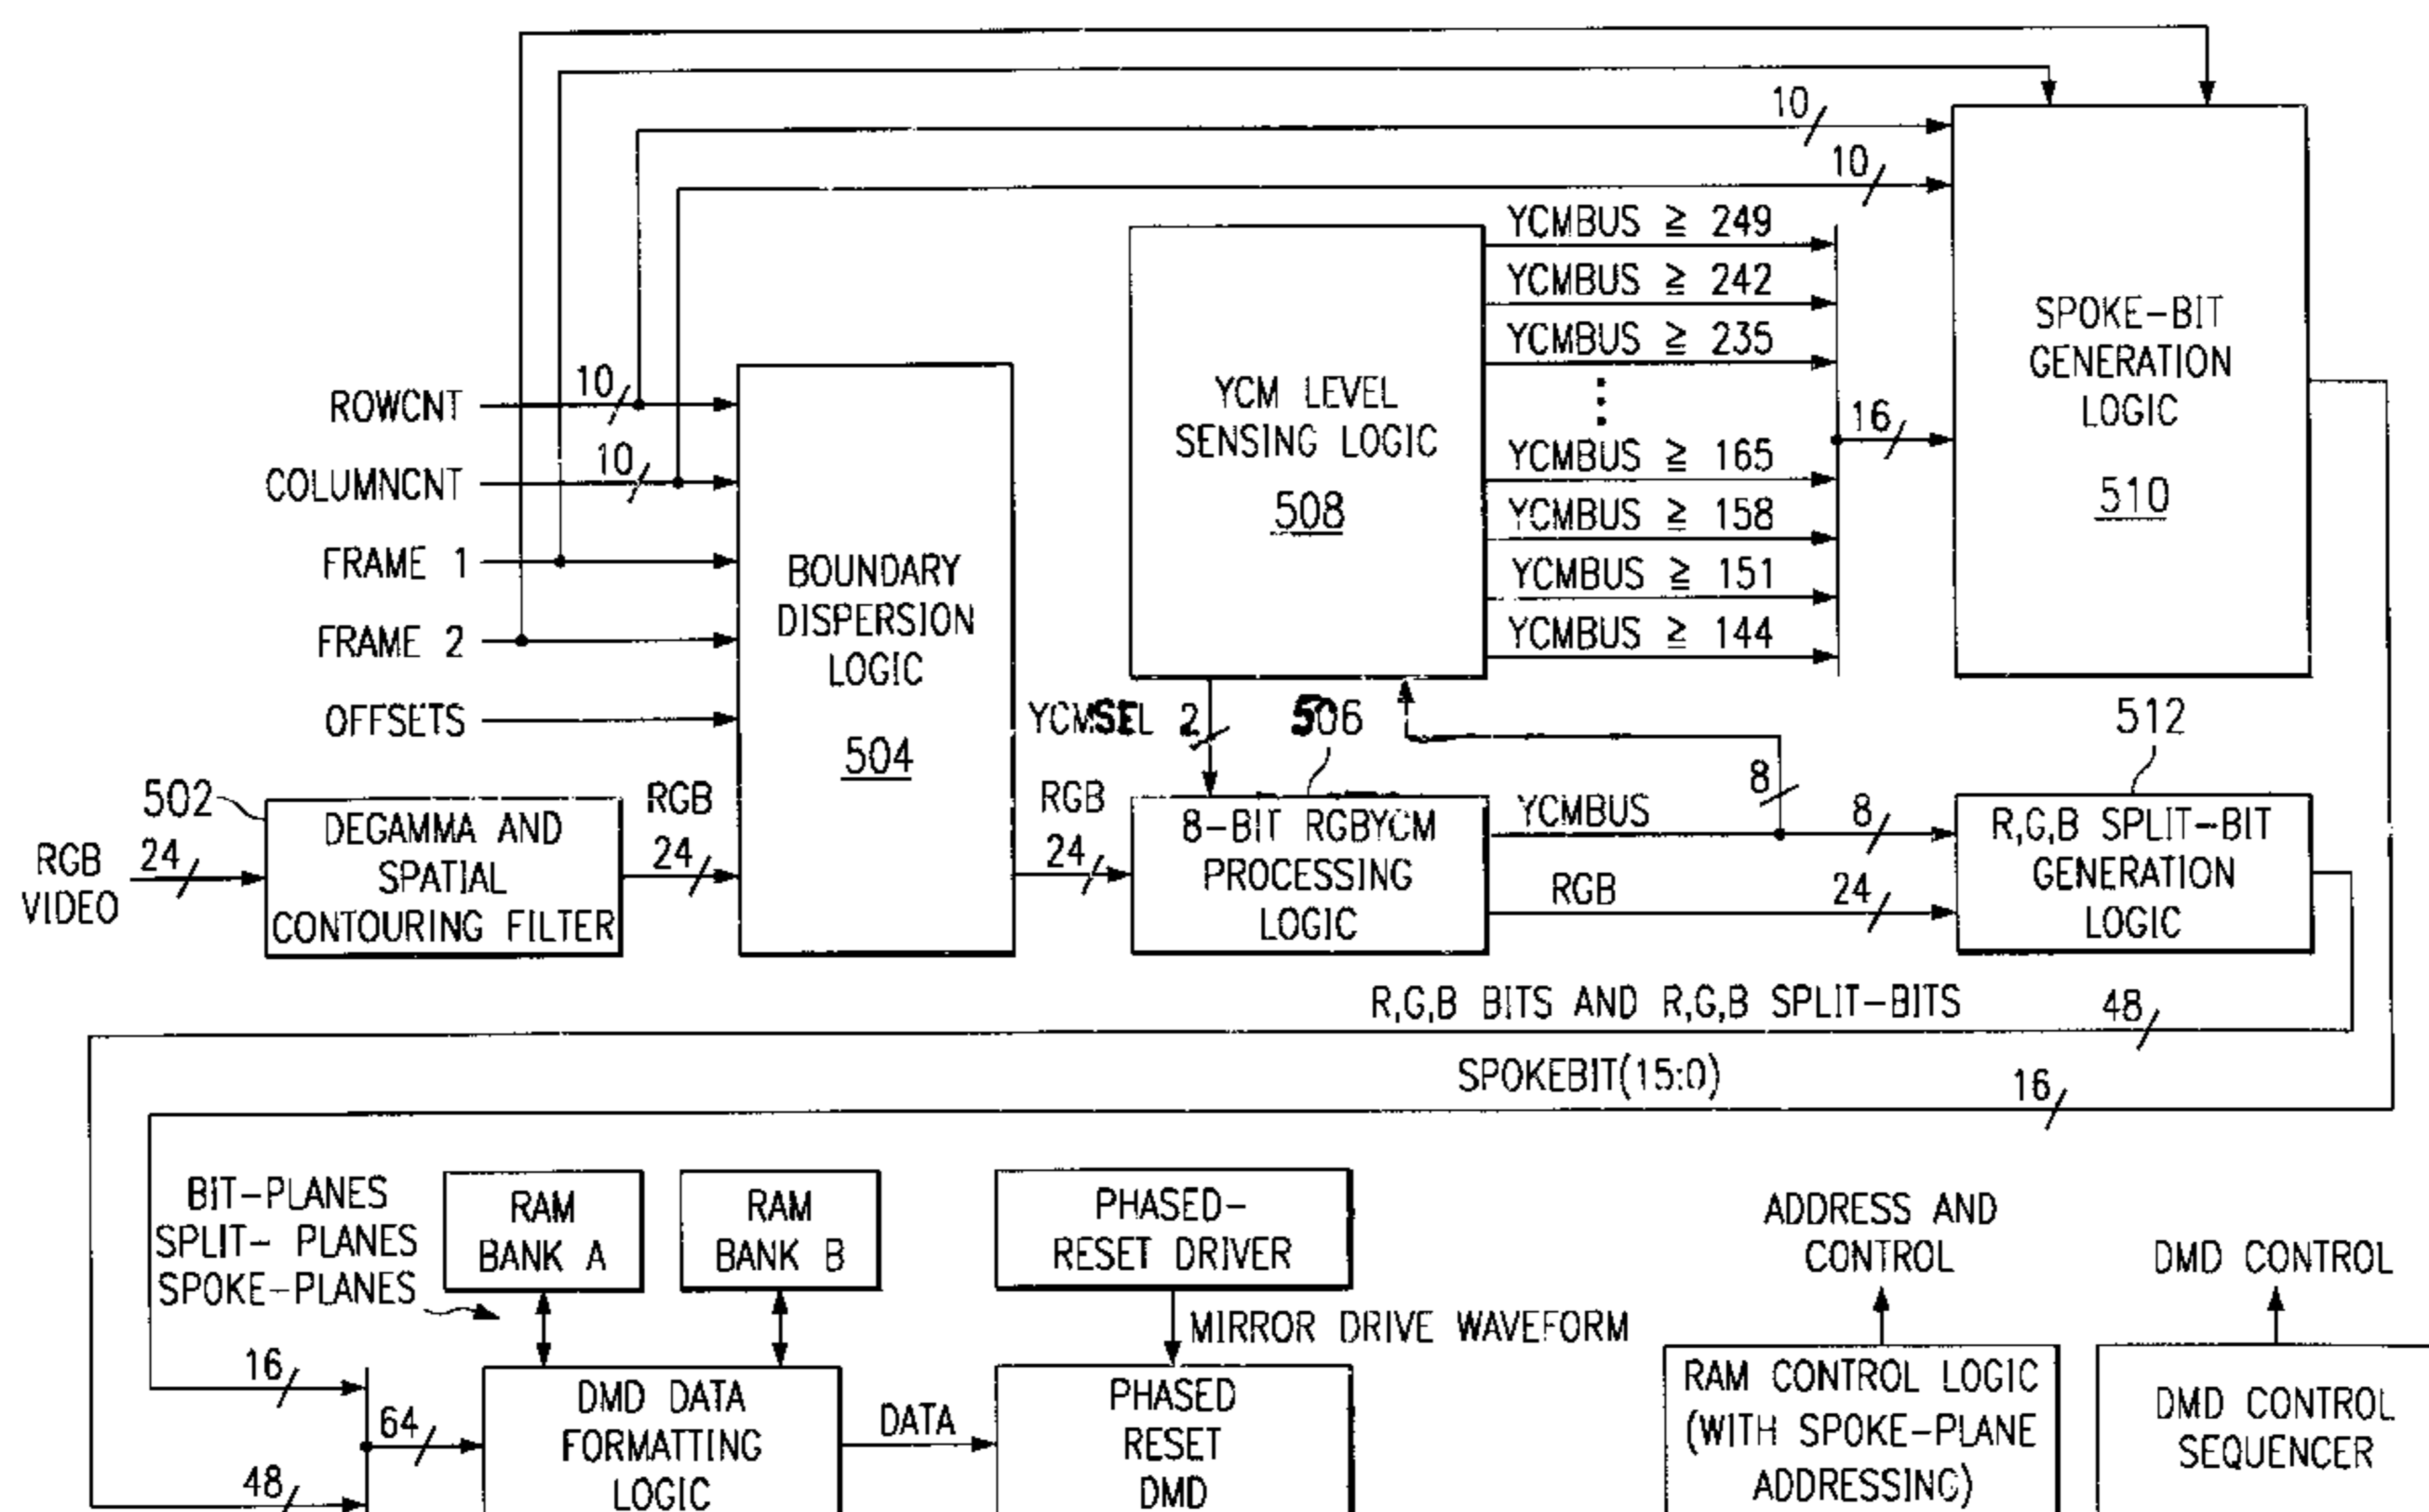 10
10
YCMBUS ≥ 249
YCMBUS ≥ 242
YCMBUS ≥ 235
YCMBUS ≥ 165
YCMBUS ≥ 158
YCMBUS ≥ 151
YCMBUS ≥ 144
16
SPOKE-BIT
GENERATION
LOGIC
510
YCM LEVEL
SENSING LOGIC
508
ROWCNT
10
COLUMNCNT
10
FRAME 1
FRAME 2
OFFSETS
BOUNDARY
DISPERSION
LOGIC
504
YCMSEL 2
506
512
502
RGB
VIDEO
24
DEGAMMA AND
SPATIAL
CONTOURING FILTER
RGB
24
RGB
24
8-BIT RGBYCM
PROCESSING
LOGIC
YCMBUS
8
8
RGB
24
R,G,B SPLIT-BIT
GENERATION
LOGIC
R,G,B BITS AND R,G,B SPLIT-BITS
48
SPOKEBIT(15:0)
16
BIT-PLANES
SPLIT- PLANES
SPOKE-PLANES
RAM
BANK A
RAM
BANK B
PHASED-
RESET DRIVER
MIRROR DRIVE WAVEFORM
ADDRESS AND
CONTROL
DMD CONTROL
16
64
48
DMD DATA
FORMATTING
LOGIC
DATA
PHASED
RESET
DMD
RAM CONTROL LOGIC
(WITH SPOKE-PLANE
ADDRESSING)
DMD CONTROL
SEQUENCER